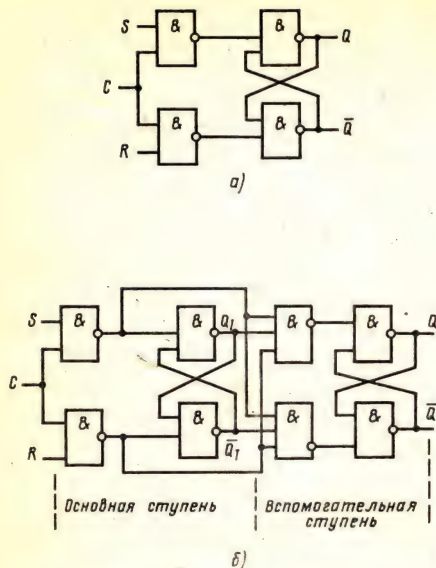 S & & Q
C
R & & Q̅
а)
S & & Q₁ & & Q
C
R & & Q̅₁ & & Q̅
Основная ступень
Вспомогательная
ступень
б)